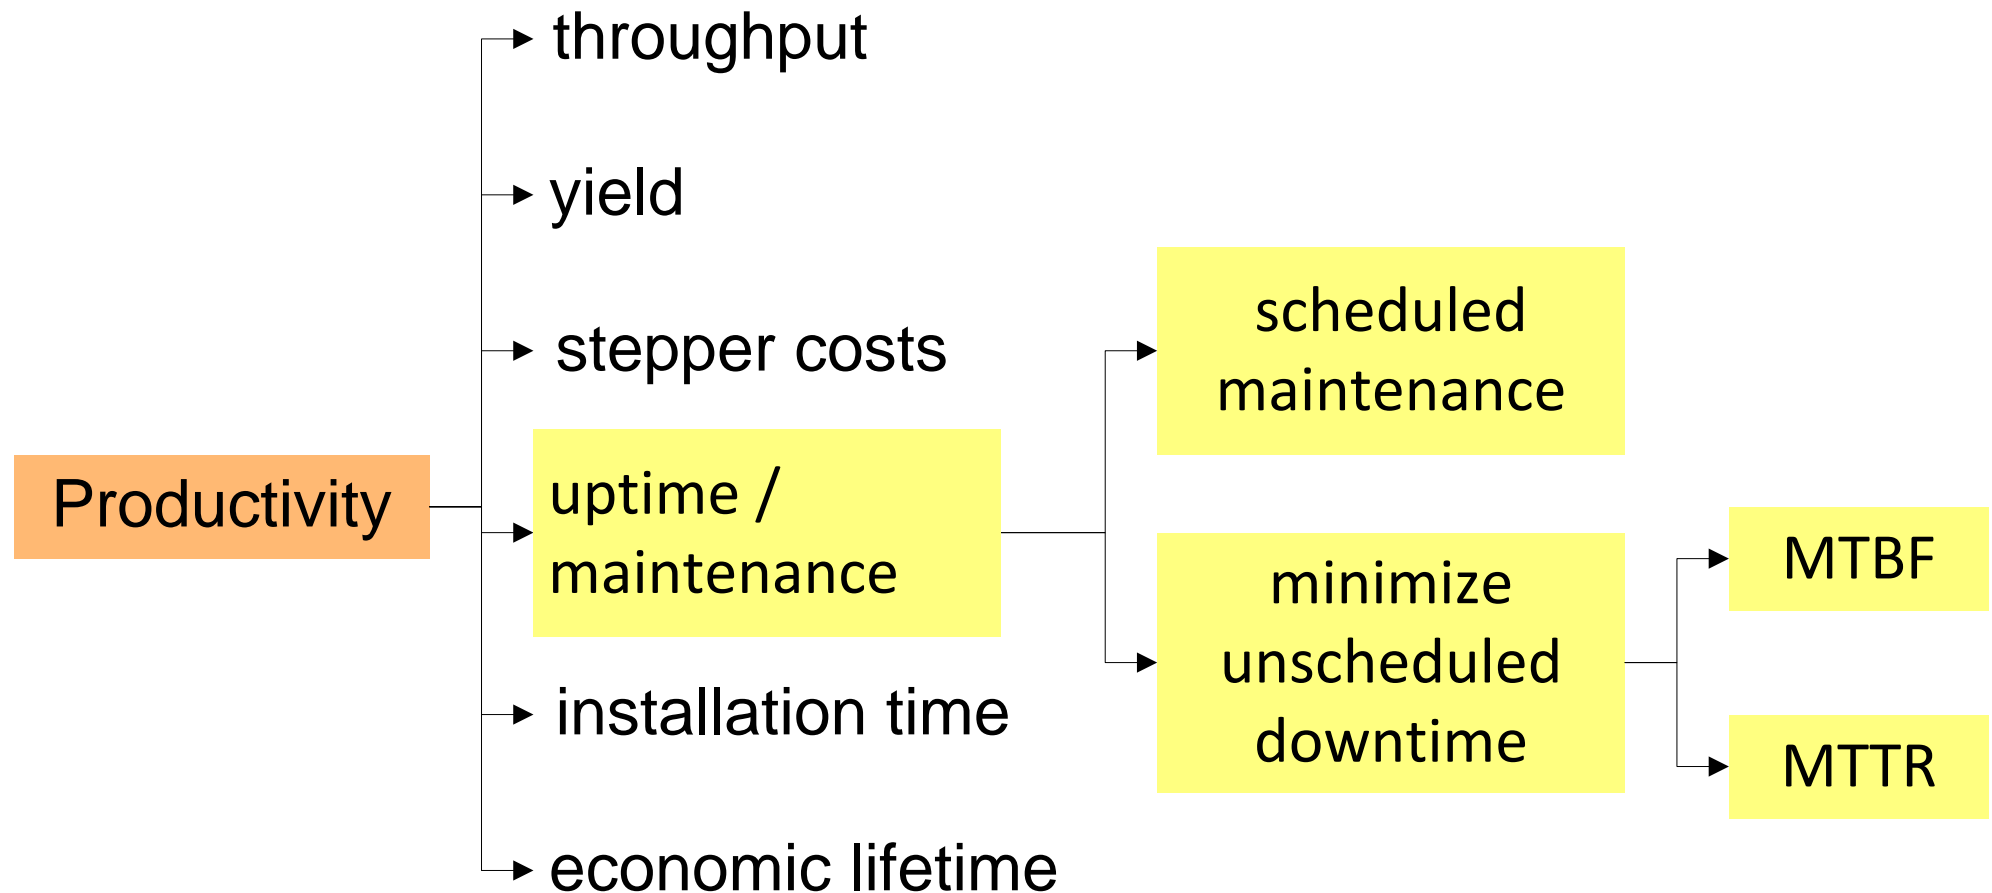 throughput
yield
stepper costs
scheduled
maintenance
Productivity
uptime /
maintenance
minimize
unscheduled
downtime
MTBF
MTTR
installation time
economic lifetime